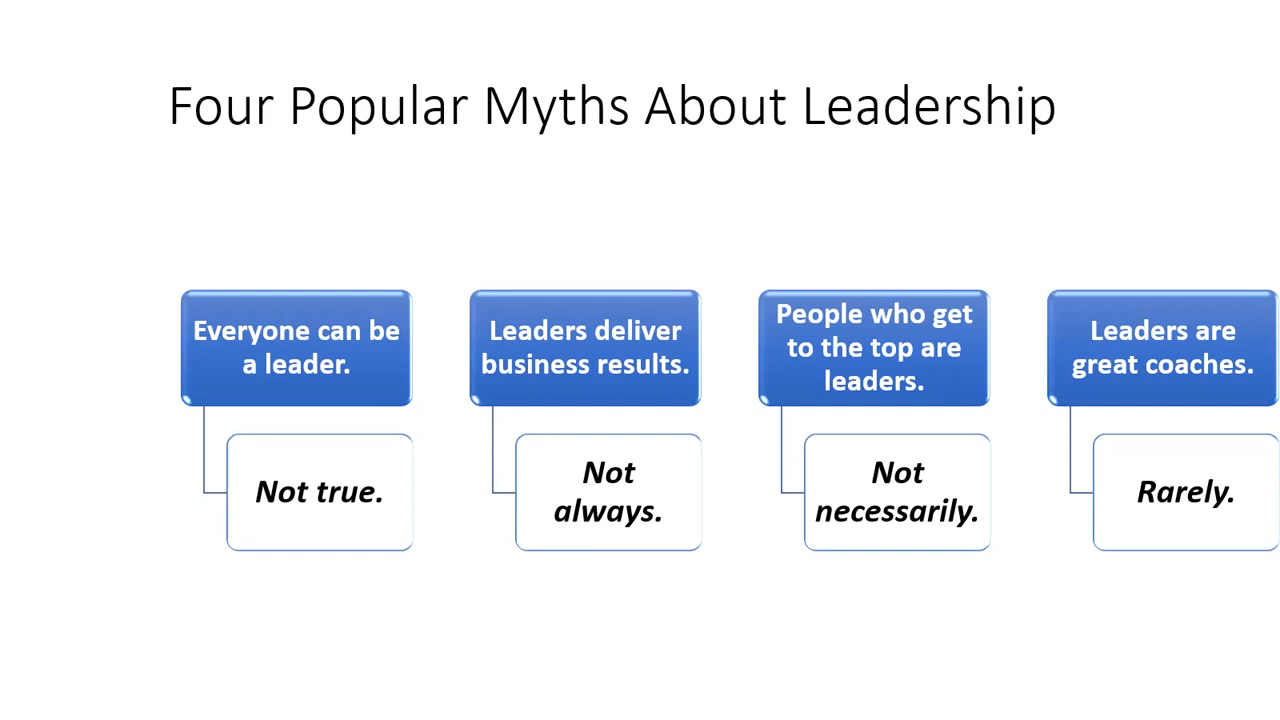 Four Popular Myths About Leadership
Everyone can be
a leader.
Not true.
Leaders deliver
business results.
Not
always.
People who get
to the top are
leaders.
Not
necessarily.
Leaders are
great coaches.
Rarely.